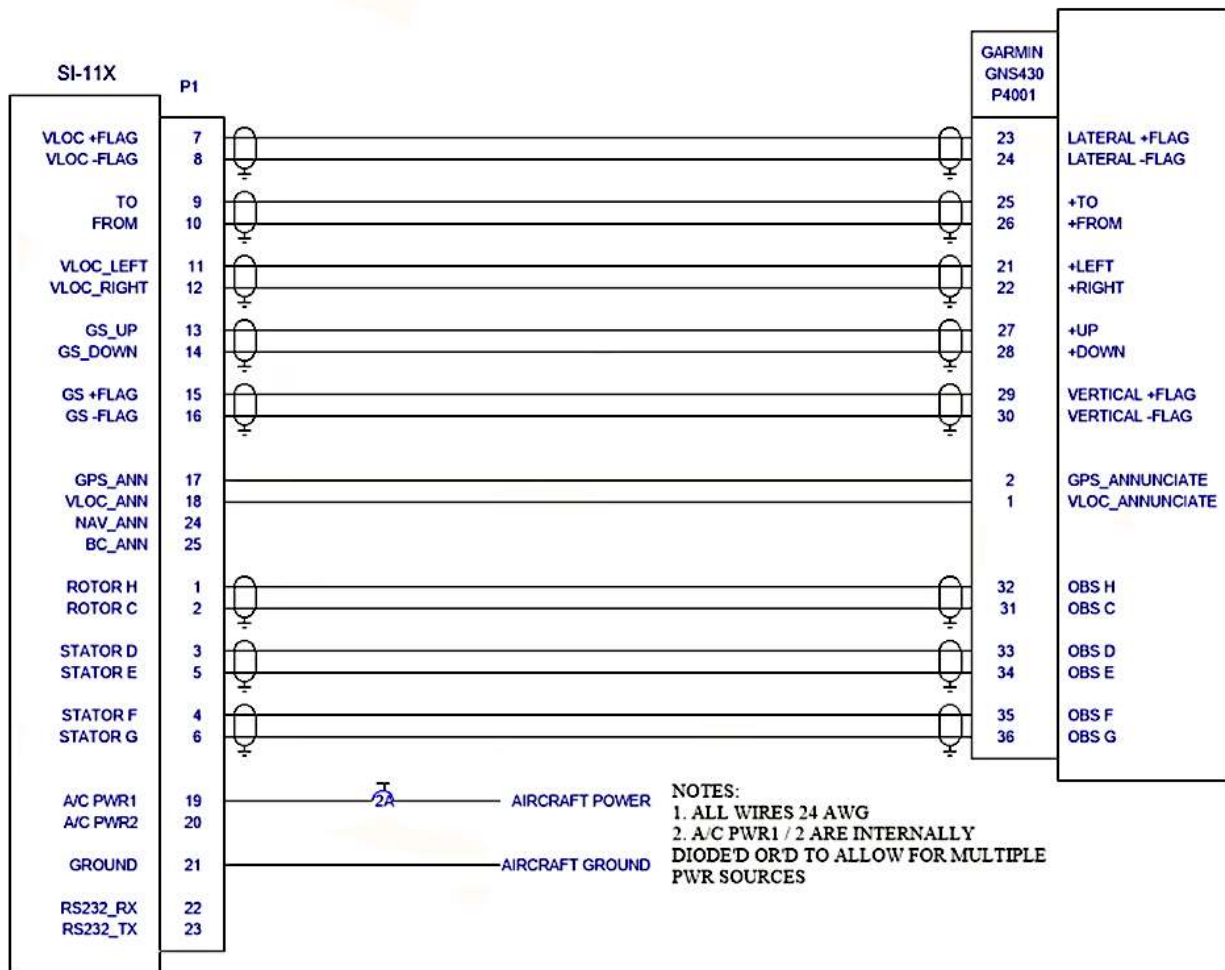 SI-11X
P1
GARMIN
GNS430
P4001
VLOC +FLAG 7 23 LATERAL +FLAG
VLOC -FLAG 8 24 LATERAL -FLAG
TO 9 25 +TO
FROM 10 26 +FROM
VLOC_LEFT 11 21 +LEFT
VLOC_RIGHT 12 22 +RIGHT
GS_UP 13 27 +UP
GS_DOWN 14 28 +DOWN
GS +FLAG 15 29 VERTICAL +FLAG
GS -FLAG 16 30 VERTICAL -FLAG
GPS_ANN 17 2 GPS_ANNUNCIATE
VLOC_ANN 18 1 VLOC_ANNUNCIATE
NAV_ANN 24
BC_ANN 25
ROTOR H 1 32 OBS H
ROTOR C 2 31 OBS C
STATOR D 3 33 OBS D
STATOR E 5 34 OBS E
STATOR F 4 35 OBS F
STATOR G 6 36 OBS G
A/C PWR1 19 2A AIRCRAFT POWER
A/C PWR2 20
GROUND 21 AIRCRAFT GROUND
RS232_RX 22
RS232_TX 23
NOTES:
1. ALL WIRES 24 AWG
2. A/C PWR1 / 2 ARE INTERNALLY
DIODE'D OR'D TO ALLOW FOR MULTIPLE
PWR SOURCES